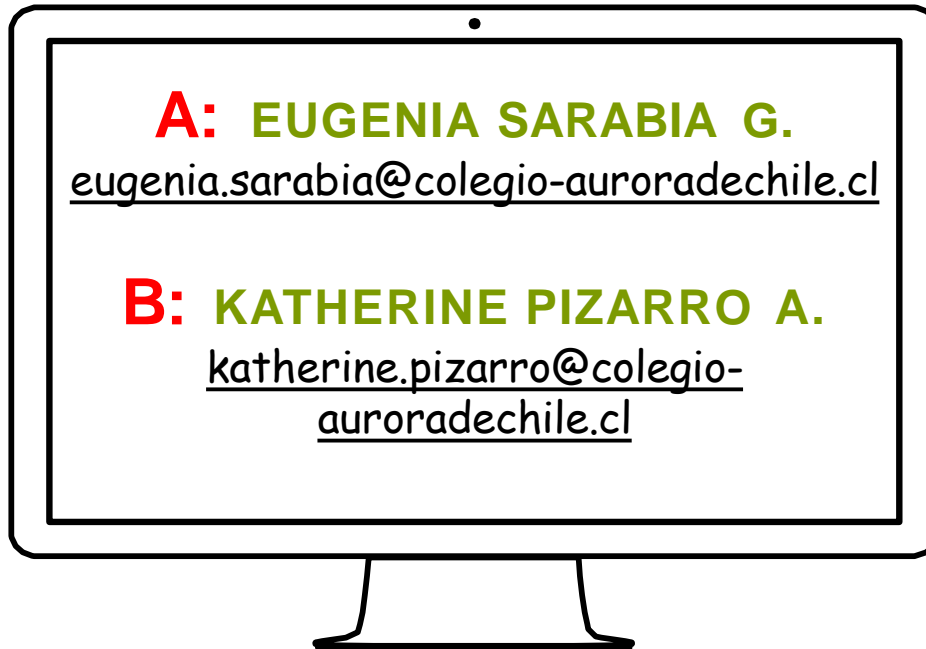 A: EUGENIA SARABIA G.
eugenia.sarabia@colegio-auroradechile.cl
B: KATHERINE PIZARRO A.
katherine.pizarro@colegio-
auroradechile.cl